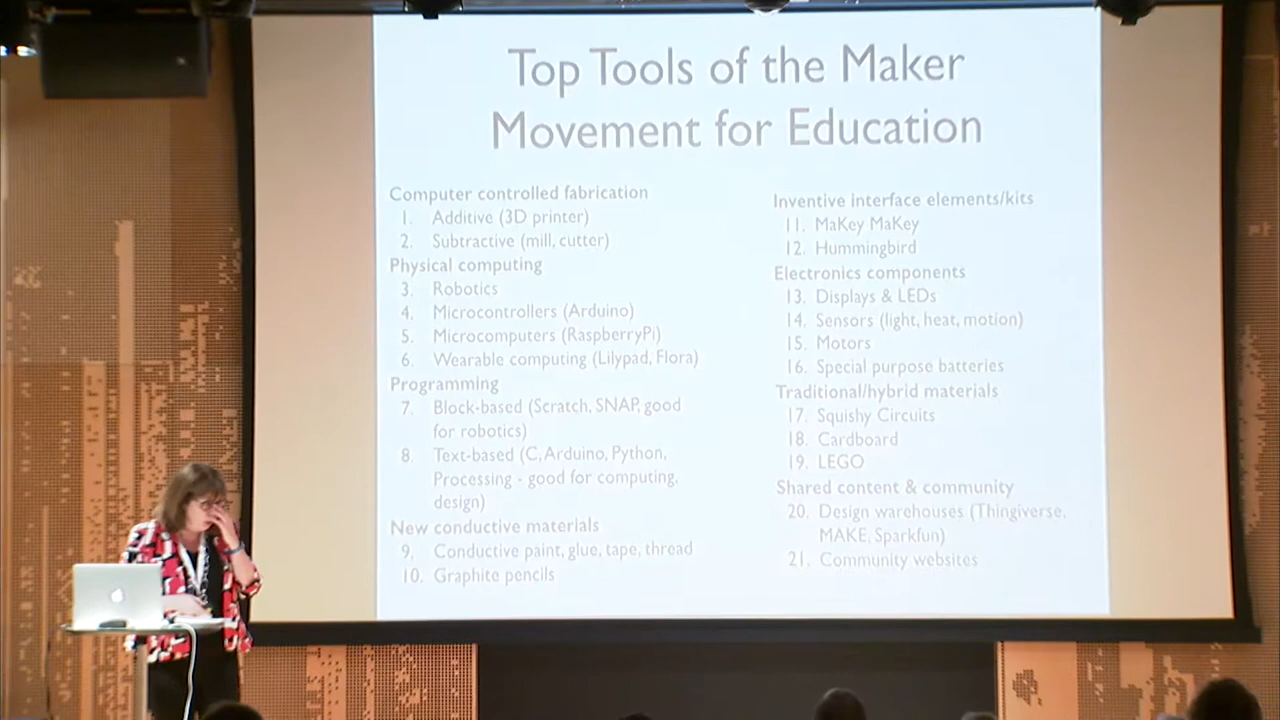 Top Tools of the Maker
Movement for Education
Computer controlled fabrication
1. Additive (3D printer)
2. Subtractive (mill, cutter)
Physical computing
3. Robotics
4. Microcontrollers (Arduino)
5. Microcomputers (RaspberryPi)
6. Wearable computing (Lilypad, Flora)
Programming
7. Block-based (Scratch, SNAP, good
for robotics)
8. Text-based (C, Arduino, Python,
Processing - good for computing,
design)
New conductive materials
9. Conductive paint, glue, tape, thread
10. Graphite pencils
Inventive interface elements/kits
11. MaKey MaKey
12. Hummingbird
Electronics components
13. Displays & LEDs
14. Sensors (light, heat, motion)
15. Motors
16. Special purpose batteries
Traditional/hybrid materials
17. Squishy Circuits
18. Cardboard
19. LEGO
Shared content & community
20. Design warehouses (Thingiverse,
MAKE, Sparkfun)
21. Community websites